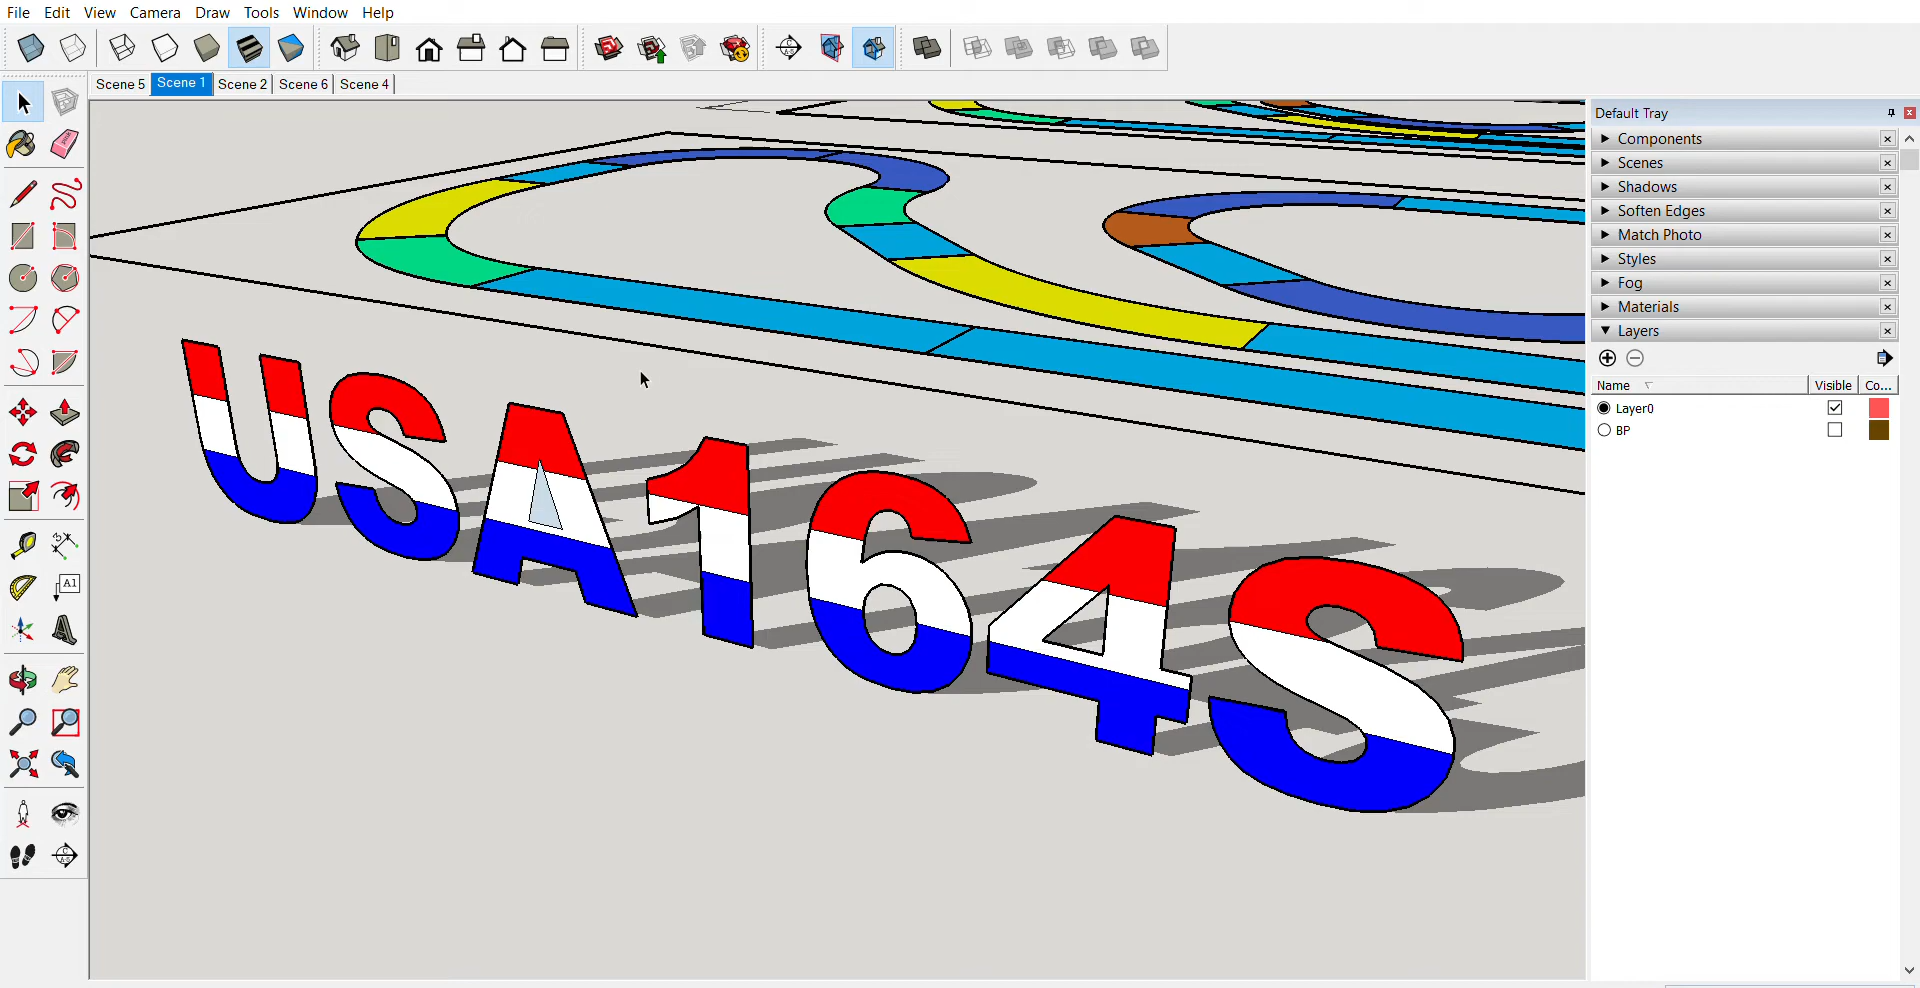 File Edit View Camera Draw Tools Window Help
Scene 5 Scene 1 Scene 2 Scene 6 Scene 4
Default Tray
Components
Scenes
Shadows
Soften Edges
Match Photo
Styles
Fog
Materials
Layers
Name Visible Co...
Layer0
BP
A1
USA164S